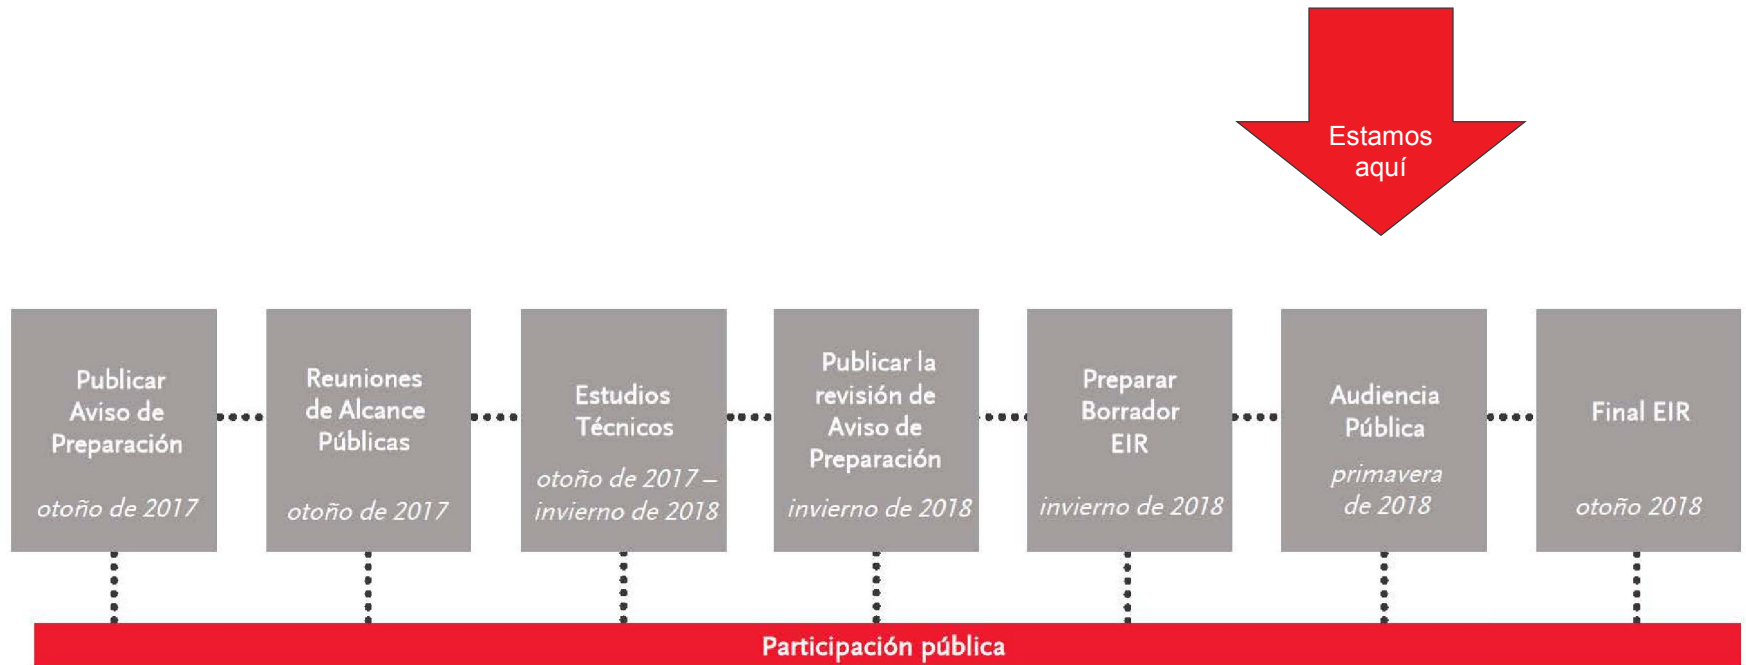 Estamos
aquí
Publicar
Aviso de
Preparación
otoño de 2017
Reuniones
de Alcance
Públicas
otoño de 2017
Estudios
Técnicos
otoño de 2017 –
invierno de 2018
Publicar la
revisión de
Aviso de
Preparación
invierno de 2018
Preparar
Borrador
EIR
invierno de 2018
Audiencia
Pública
primavera
de 2018
Final EIR
otoño 2018
Participación pública